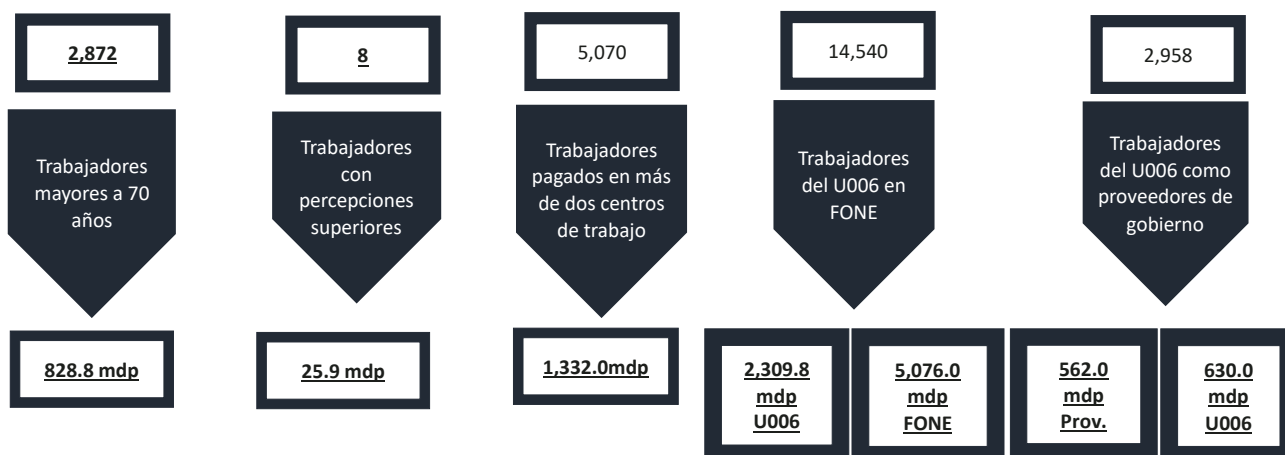 2,872
8
5,070
14,540
2,958
Trabajadores
mayores a 70
años
Trabajadores
con
percepciones
superiores
Trabajadores
pagados en más
de dos centros
de trabajo
Trabajadores
del U006 en
FONE
Trabajadores
del U006 como
proveedores de
gobierno
828.8 mdp
25.9 mdp
1,332.0mdp
2,309.8
mdp
U006
5,076.0
mdp
FONE
562.0
mdp
Prov.
630.0
mdp
U006